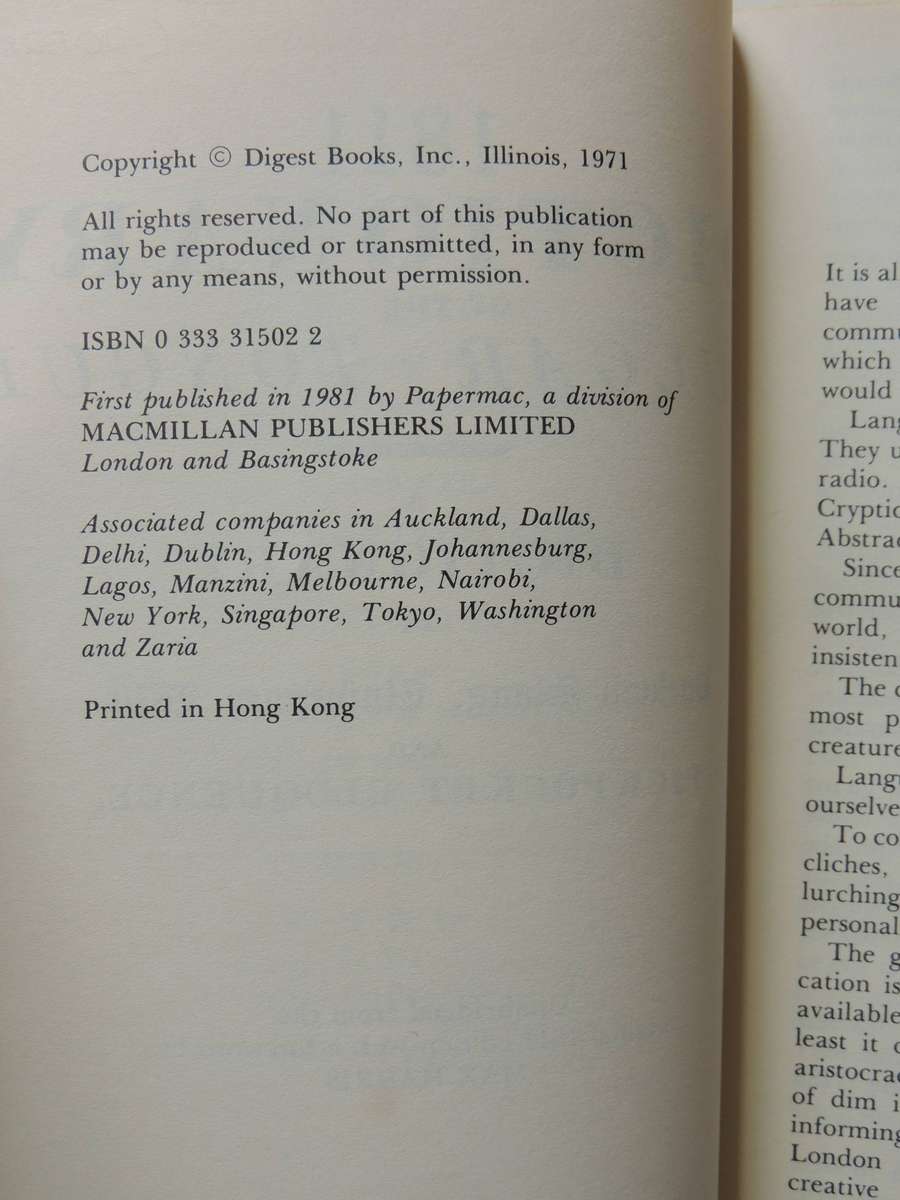 Copyright © Digest Books, Inc., Illinois, 1971
All rights reserved. No part of this publication
may be reproduced or transmitted, in any form
or by any means, without permission.
ISBN 0 333 31502 2
First published in 1981 by Papermac, a division of
MACMILLAN PUBLISHERS LIMITED
London and Basingstoke
Associated companies in Auckland, Dallas,
Delhi, Dublin, Hong Kong, Johannesburg,
Lagos, Manzini, Melbourne, Nairobi,
New York, Singapore, Tokyo, Washington
and Zaria
Printed in Hong Kong
It is al
have
commu
which
would
Lang
They u
radio.
Cryptic
Abstrac
Since
commu
world,
insisten
The
most p
creature
Langu
ourselve
To co
cliches,
lurching
personal
The g
cation is
available
least it
aristocrac
of dim i
informing
London
creative